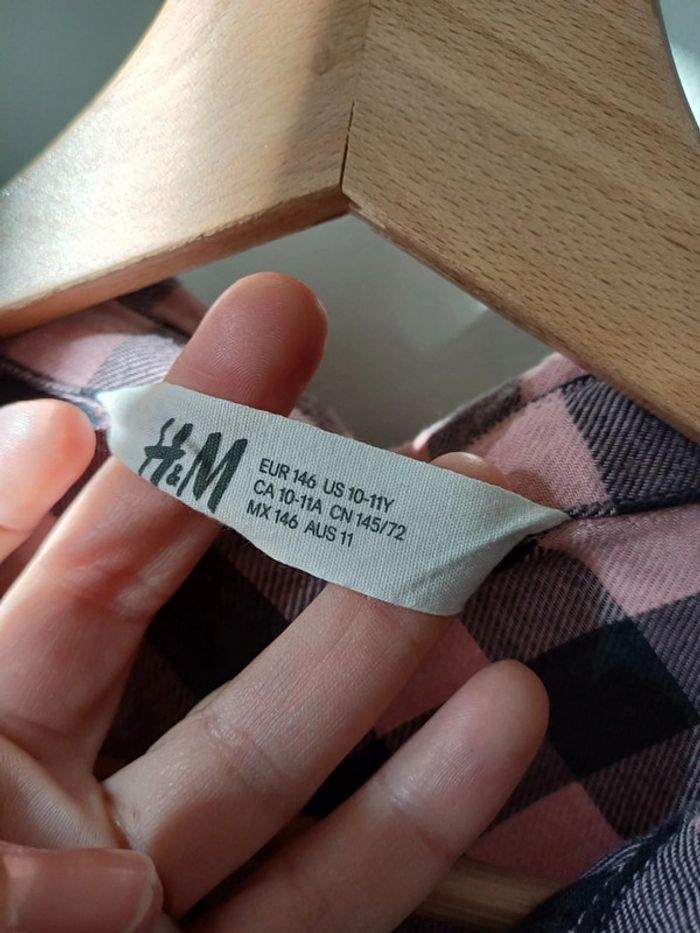 H&M
EUR 146 US 10-11Y
CA 10-11A CN 145/72
MX 146 AUS 11